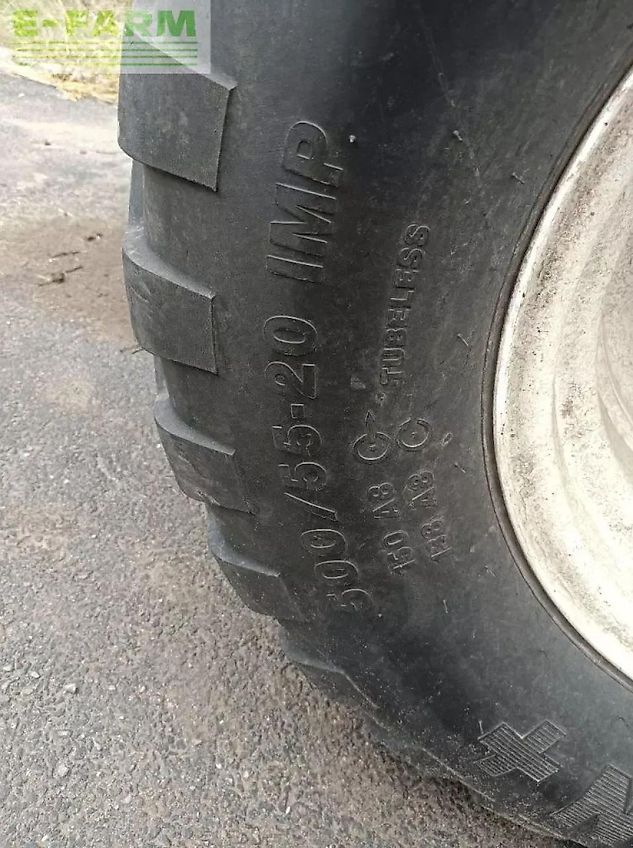 E-FARM
500/55-20 IMP
150 A8
138 A8
TUBELESS